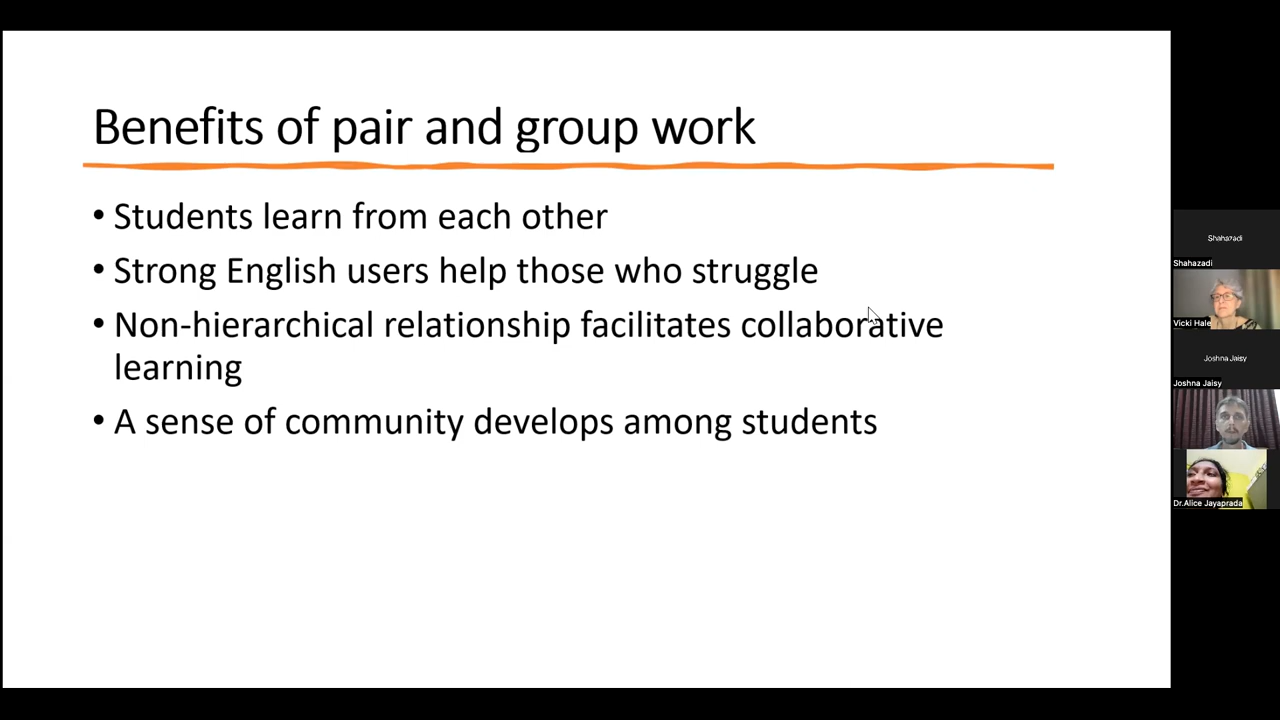 Benefits of pair and group work
• Students learn from each other
• Strong English users help those who struggle
• Non-hierarchical relationship facilitates collaborative
learning
• A sense of community develops among students
Shahazadi
Shahazadi
Vicki Hale
Joshna Jaisy
Joshna Jaisy
Dr.Alice Jayaprada